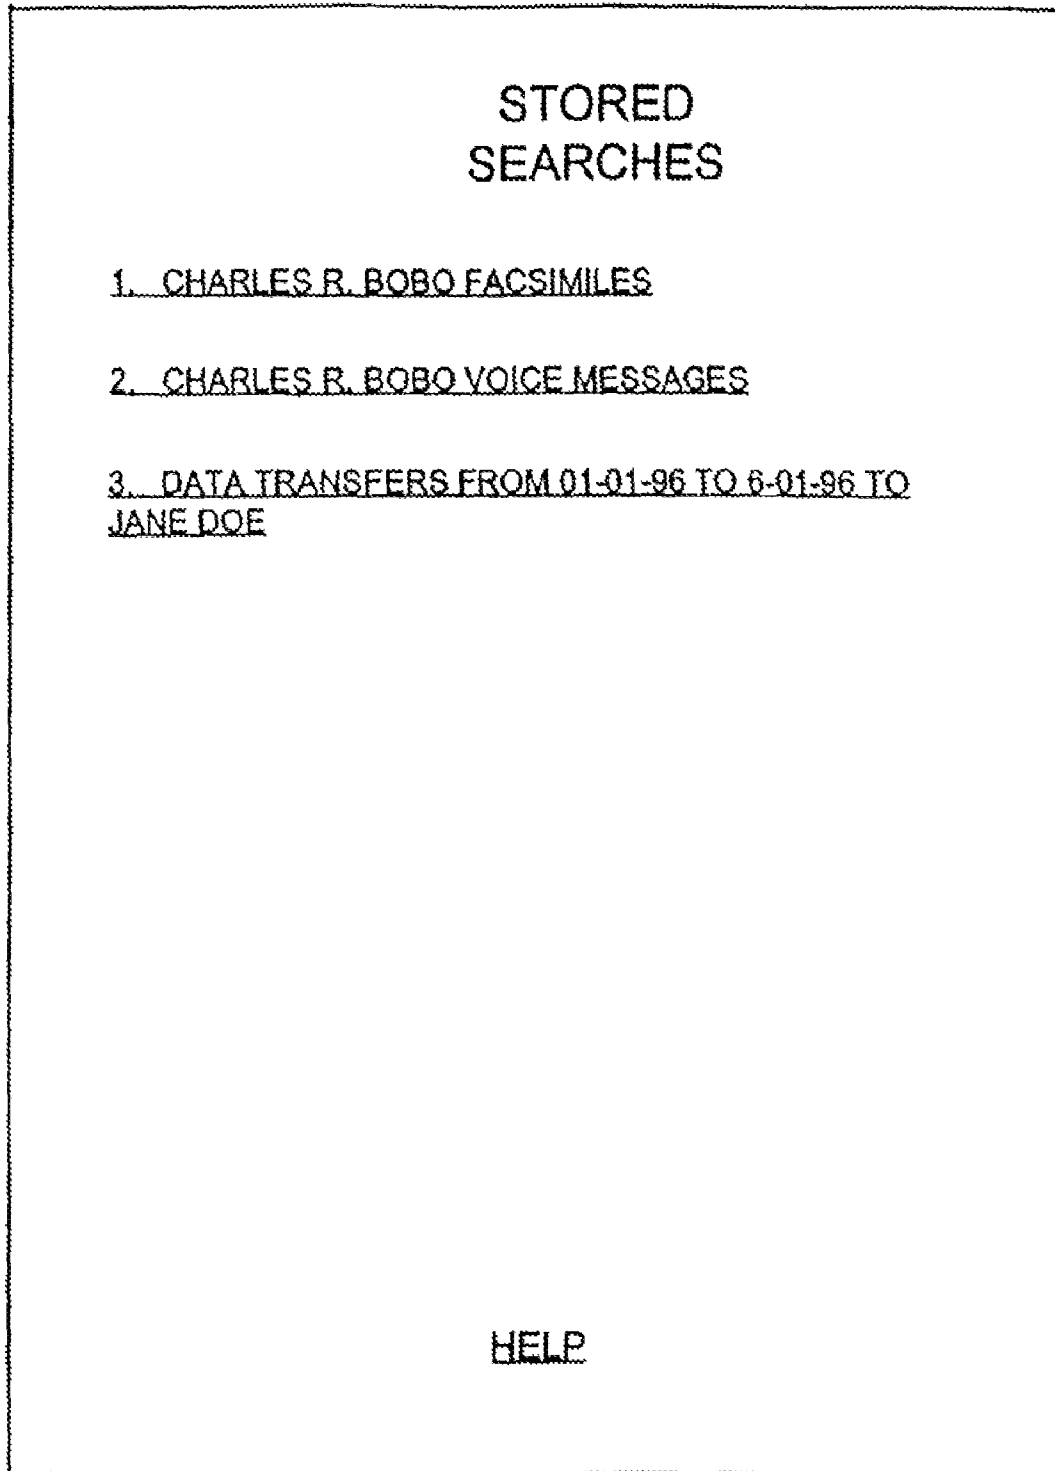 STORED
SEARCHES
1. CHARLES R. BOBO FACSIMILES
2. CHARLES R. BOBO VOICE MESSAGES
3. DATA TRANSFERS FROM 01-01-96 TO 6-01-96 TO
JANE DOE
HELP